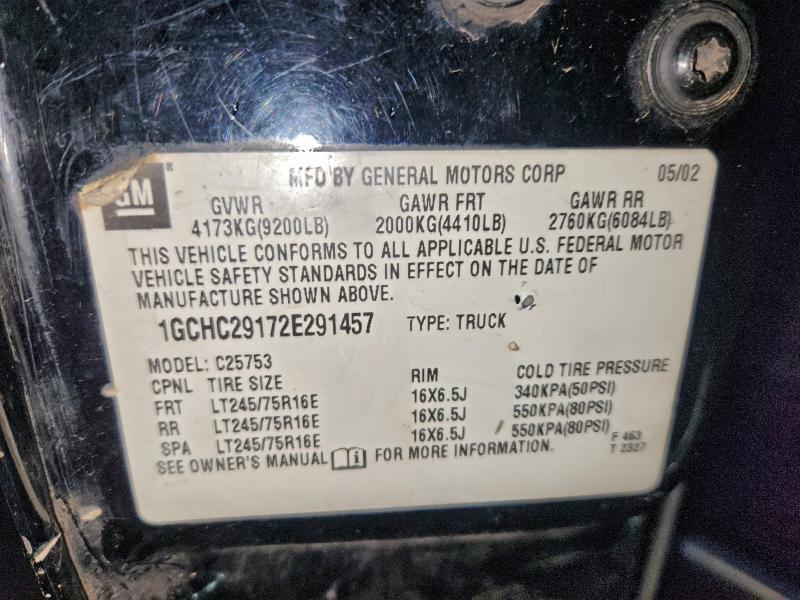 GM ® MFD BY GENERAL MOTORS CORP 05/02
GVWR GAWR FRT GAWR RR
4173KG(9200LB) 2000KG(4410LB) 2760KG(6084LB)
THIS VEHICLE CONFORMS TO ALL APPLICABLE U.S. FEDERAL MOTOR
VEHICLE SAFETY STANDARDS IN EFFECT ON THE DATE OF
MANUFACTURE SHOWN ABOVE.
1GCHC29172E291457 TYPE: TRUCK
MODEL: C25753
CPNL TIRE SIZE RIM COLD TIRE PRESSURE
FRT LT245/75R16E 16X6.5J 340KPA(50PSI)
RR LT245/75R16E 16X6.5J 550KPA(80PSI)
SPA LT245/75R16E 16X6.5J 550KPA(80PSI)
SEE OWNER'S MANUAL i FOR MORE INFORMATION.
F 463
T 2327